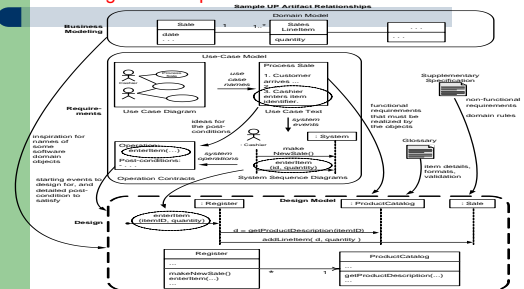 Sample UP Artifact Relationships
Domain Model
Business
Modeling
Sale
date
. . .
1
1..*
Sales
LineItem
quantity
. . .
. . .
Use-Case Model
Process
Sale
Cashier
Use Case Diagram
use
case
names
Process Sale
1. Customer
arrives ...
2. ...
3. Cashier
enters item
identifier.
Use Case Text
Supplementary
Specification
non-functional
requirements
domain rules
functional
requirements
that must be
realized by
the objects
Require-
ments
ideas for
the post-
conditions
system
events
: Cashier
: System
make
NewSale()
enterItem
(id, quantity)
system
operations
Operation:
enterItem(...)
Post-conditions:
- . . .
Operation Contracts
System Sequence Diagrams
Glossary
item details,
formats,
validation
inspiration for
names of
some
software
domain
objects
starting events to
design for, and
detailed post-
condition to
satisfy
Design Model
Design
: Register
: ProductCatalog
: Sale
enterItem
(itemID, quantity)
d = getProductDescription(itemID)
addLineItem( d, quantity )
Register
...
makeNewSale()
enterItem(...)
...
*
1
ProductCatalog
...
getProductDescription(...)
...